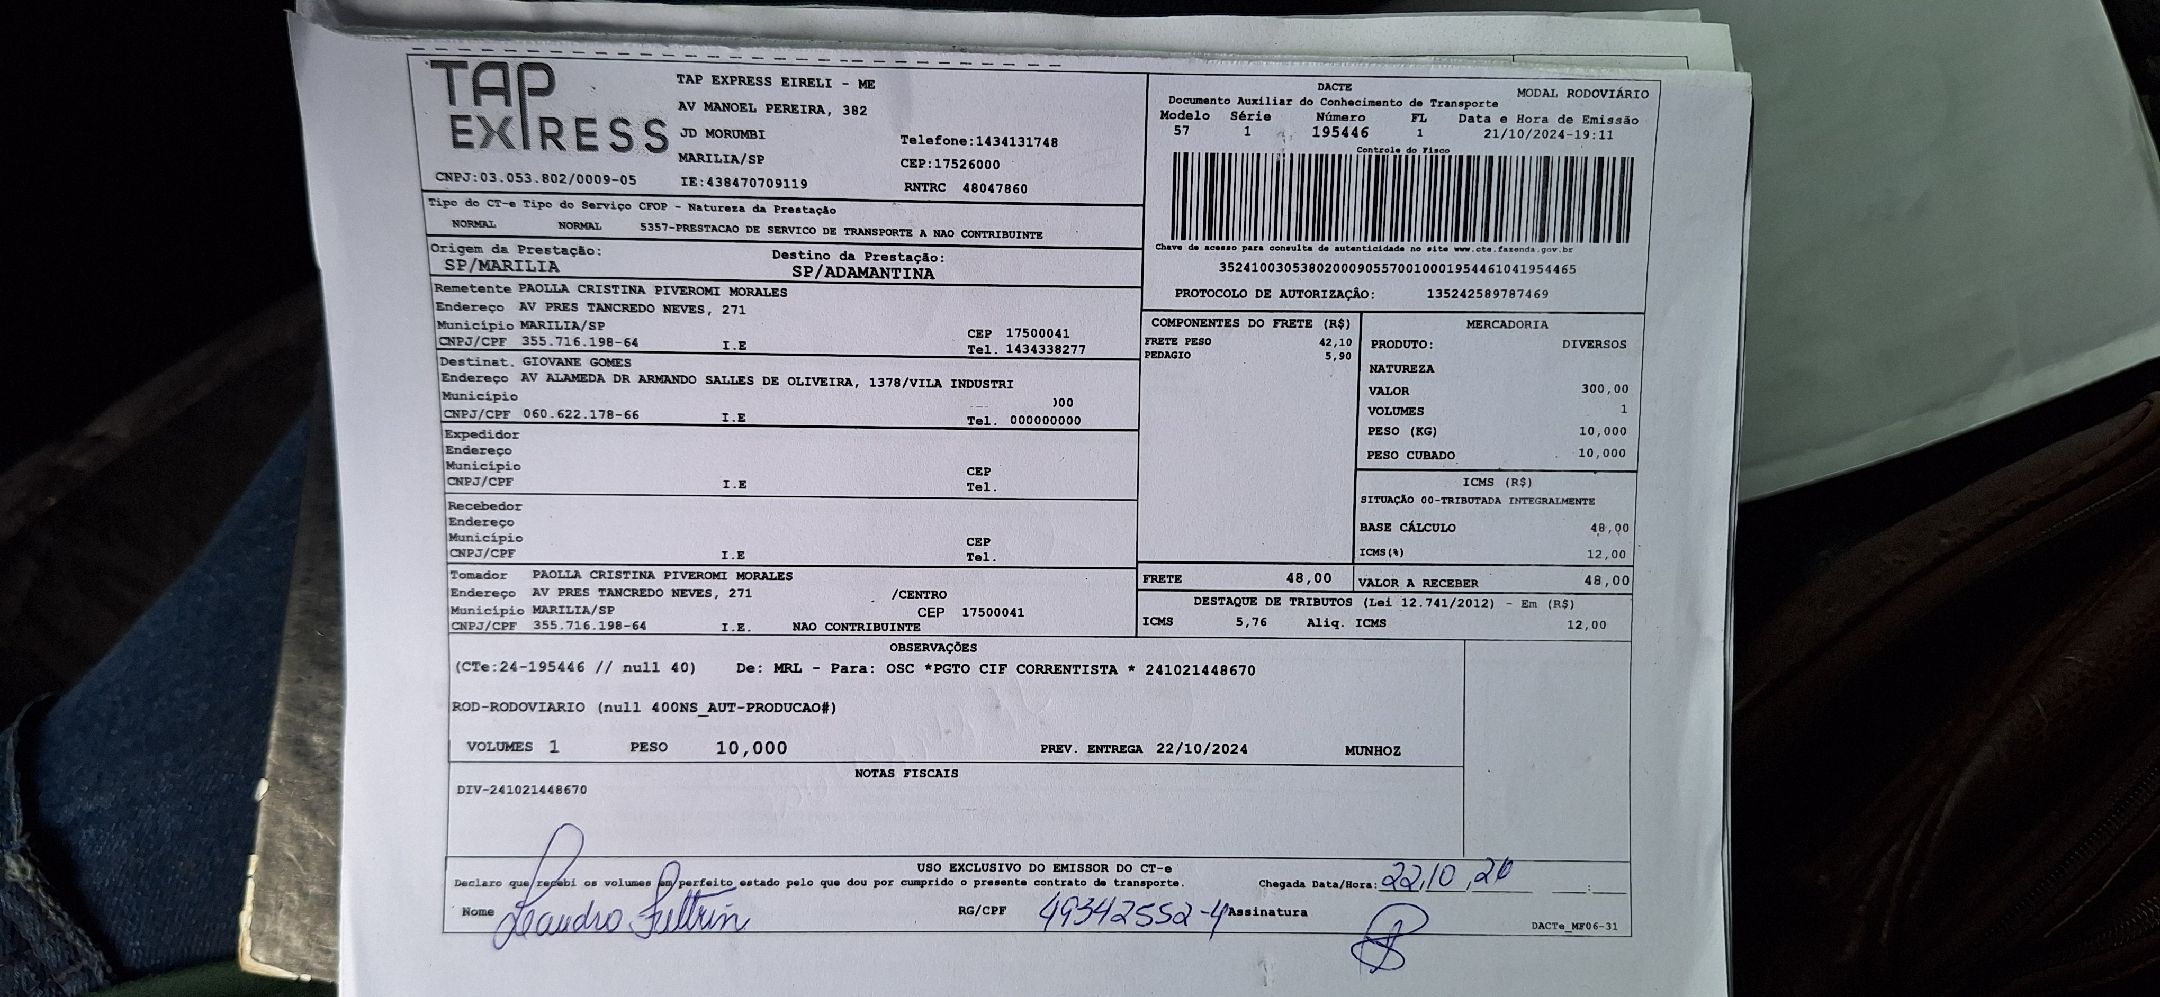 TAP EXPRESS
TAP EXPRESS EIRELI - ME
AV MANOEL PEREIRA, 382
JD MORUMBI
Telefone:1434131748
MARILIA/SP
CEP:17526000
CNPJ:03.053.802/0009-05
IE:438470709119
RNTRC 48047860
DACTE
MODAL RODOVIÁRIO
Documento Auxiliar do Conhecimento de Transporte
Modelo Série Número FL Data e Hora de Emissão
57 1 195446 1 21/10/2024-19:11
Controle do Fisco
Chave de acesso para consulta de autenticidade no site www.cte.fazenda.gov.br
35241003053802000905570010001954461041954465
PROTOCOLO DE AUTORIZAÇÂO: 135242589787469
Tipo do CT-e Tipo do Serviço CFOP - Natureza da Prestação
NORMAL NORMAL 5357-PRESTACAO DE SERVICO DE TRANSPORTE A NAO CONTRIBUINTE
Origem da Prestação: Destino da Prestação:
SP/MARILIA SP/ADAMANTINA
Remetente PAOLLA CRISTINA PIVEROMI MORALES
Endereço AV PRES TANCREDO NEVES, 271
Município MARILIA/SP CEP 17500041
CNPJ/CPF 355.716.198-64 I.E Tel. 1434338277
Destinat. GIOVANE GOMES
Endereço AV ALAMEDA DR ARMANDO SALLES DE OLIVEIRA, 1378/VILA INDUSTRI
Município 000
CNPJ/CPF 060.622.178-66 I.E Tel. 000000000
Expedidor
Endereço
Município CEP
CNPJ/CPF I.E Tel.
Recebedor
Endereço
Município CEP
CNPJ/CPF I.E Tel.
Tomador PAOLLA CRISTINA PIVEROMI MORALES
Endereço AV PRES TANCREDO NEVES, 271 /CENTRO
Município MARILIA/SP CEP 17500041
CNPJ/CPF 355.716.198-64 I.E. NAO CONTRIBUINTE
COMPONENTES DO FRETE (R$)
FRETE PESO 42,10
PEDAGIO 5,90
MERCADORIA
PRODUTO: DIVERSOS
NATUREZA
VALOR 300,00
VOLUMES 1
PESO (KG) 10,000
PESO CUBADO 10,000
ICMS (R$)
SITUAÇÃO 00-TRIBUTADA INTEGRALMENTE
BASE CÁLCULO 48,00
ICMS(%) 12,00
FRETE 48,00 VALOR A RECEBER 48,00
DESTAQUE DE TRIBUTOS (Lei 12.741/2012) - Em (R$)
ICMS 5,76 Aliq. ICMS 12,00
OBSERVAÇÕES
(CTe:24-195446 // null 40) De: MRL - Para: OSC *PGTO CIF CORRENTISTA * 241021448670
ROD-RODOVIARIO (null 400NS_AUT-PRODUCAO#)
VOLUMES 1 PESO 10,000 PREV. ENTREGA 22/10/2024 MUNHOZ
NOTAS FISCAIS
DIV-241021448670
USO EXCLUSIVO DO EMISSOR DO CT-e
Declaro que recebi os volumes em perfeito estado pelo que dou por cumprido o presente contrato de transporte. Chegada Data/Hora: 22,10,24 :
Nome Leandro Feltrin RG/CPF 49342552-4 Assinatura
DACTe_MF06-31